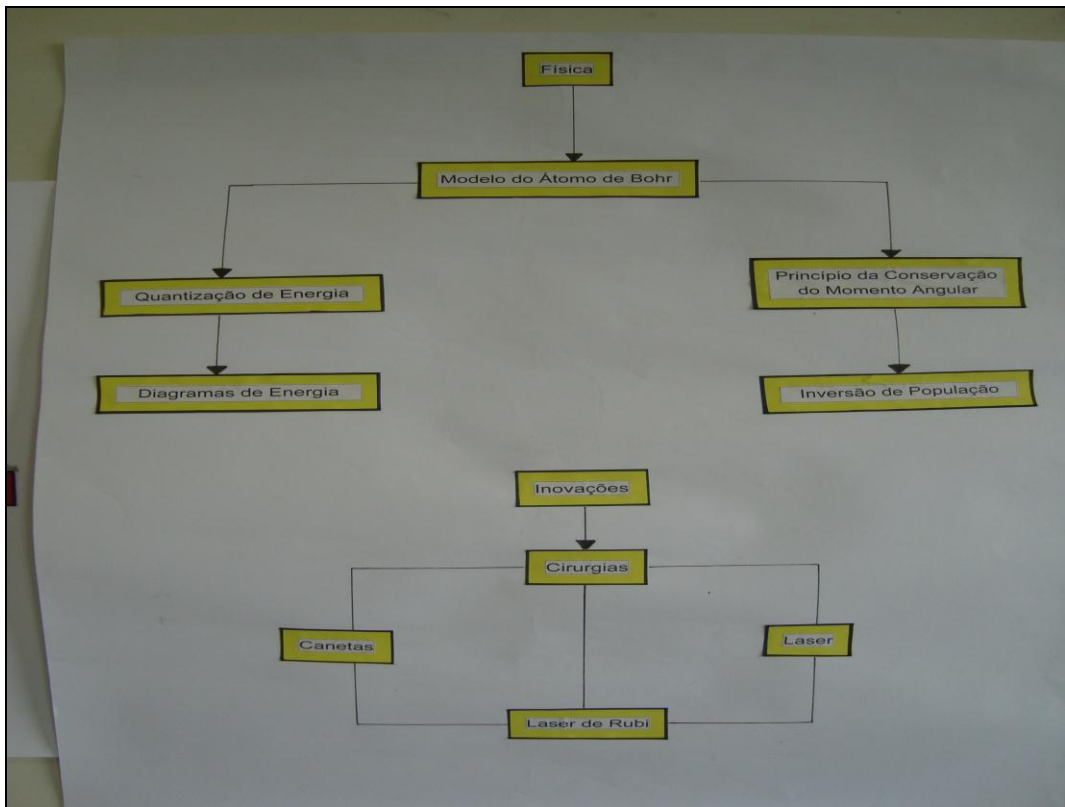 Física
Modelo do Átomo de Bohr
Quantização de Energia
Princípio da Conservação
do Momento Angular
Diagramas de Energia
Inversão de População
Inovações
Cirurgias
Canetas
Laser
Laser de Rubi